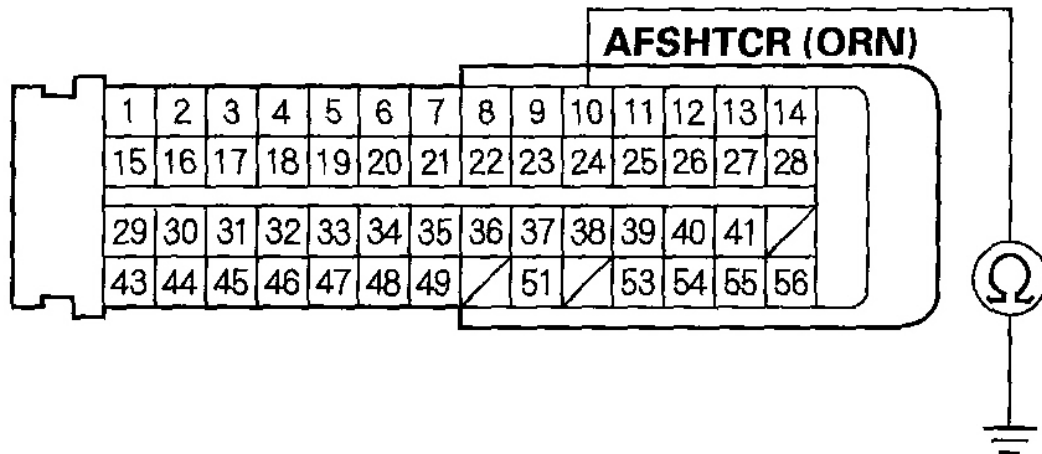 AFSHTCR (ORN)
1 2 3 4 5 6 7 8 9 10 11 12 13 14
15 16 17 18 19 20 21 22 23 24 25 26 27 28
29 30 31 32 33 34 35 36 37 38 39 40 41
43 44 45 46 47 48 49 51 53 54 55 56
Ω